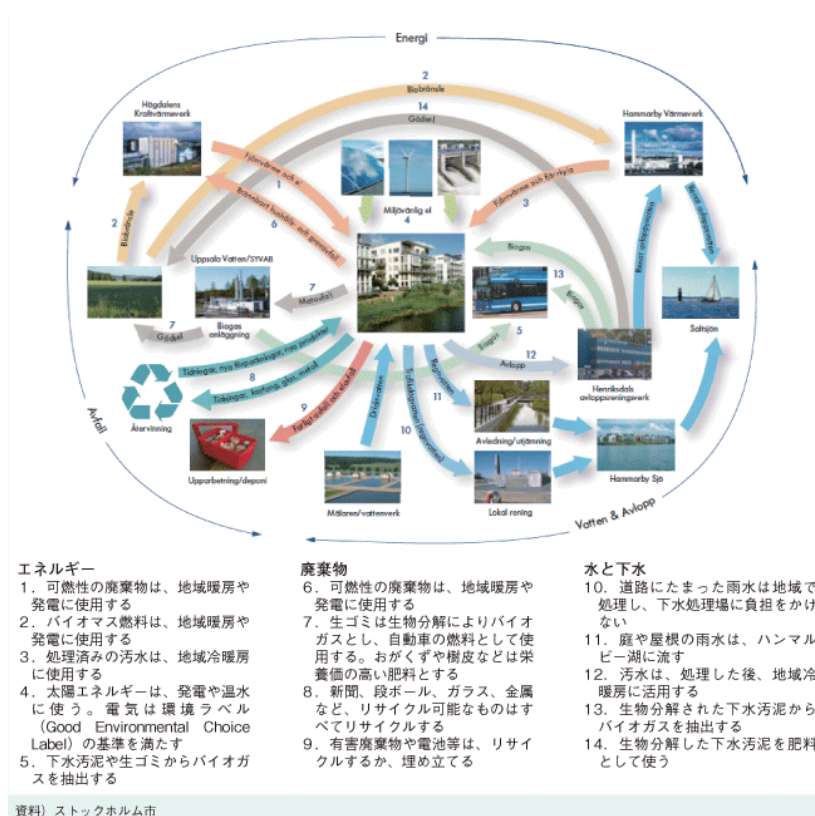 Energi
2
Biobränsle
14
Gödsel
Högdalens
Kraftvärmeverk
Hammarby Värmeverk
Fjärrvärme och el
1
Brännbart hushålls- och grovavfall
6
Miljövänlig el
4
Fjärrvärme och Fjärrkyla
3
Renat avloppsvatten
Renat avloppsvatten
2
Biobränsle
Uppsala Vatten/SYVAB
7
Matavfall
Biogas
13
Biogas
Saltsjön
7
Gödsel
Biogas
anläggning
5
Biogas
12
Avlopp
Henriksdals
avloppsreningsverk
Tidningar, nya förpackningar, nya produkter
8
Tidningar, kartong, glas, metall
Återvinning
9
Farligt avfall och elavfall
Dricksvatten
Trafikdagvatten (regnvatten)
10
Regnvatten
11
Avledning/utjämning
Avfall
Upparbetning/deponi
Mälaren/vattenverk
Lokal rening
Hammarby Sjö
Vatten & Avlopp
エネルギー
1．可燃性の廃棄物は、地域暖房や
発電に使用する
2．バイオマス燃料は、地域暖房や
発電に使用する
3．処理済みの汚水は、地域冷暖房
に使用する
4．太陽エネルギーは、発電や温水
に使う。電気は環境ラベル
（Good Environmental Choice
Label）の基準を満たす
5．下水汚泥や生ゴミからバイオガ
スを抽出する
廃棄物
6．可燃性の廃棄物は、地域暖房や
発電に使用する
7．生ゴミは生物分解によりバイオ
ガスとし、自動車の燃料として使
用する。おがくずや樹皮などは栄
養価の高い肥料とする
8．新聞、段ボール、ガラス、金属
など、リサイクル可能なものはす
べてリサイクルする
9．有害廃棄物や電池等は、リサイ
クルするか、埋め立てる
水と下水
10．道路にたまった雨水は地域で
処理し、下水処理場に負担をかけ
ない
11．庭や屋根の雨水は、ハンマル
ビー湖に流す
12．汚水は、処理した後、地域冷
暖房に活用する
13．生物分解された下水汚泥から
バイオガスを抽出する
14．生物分解した下水汚泥を肥料
として使う
資料）ストックホルム市